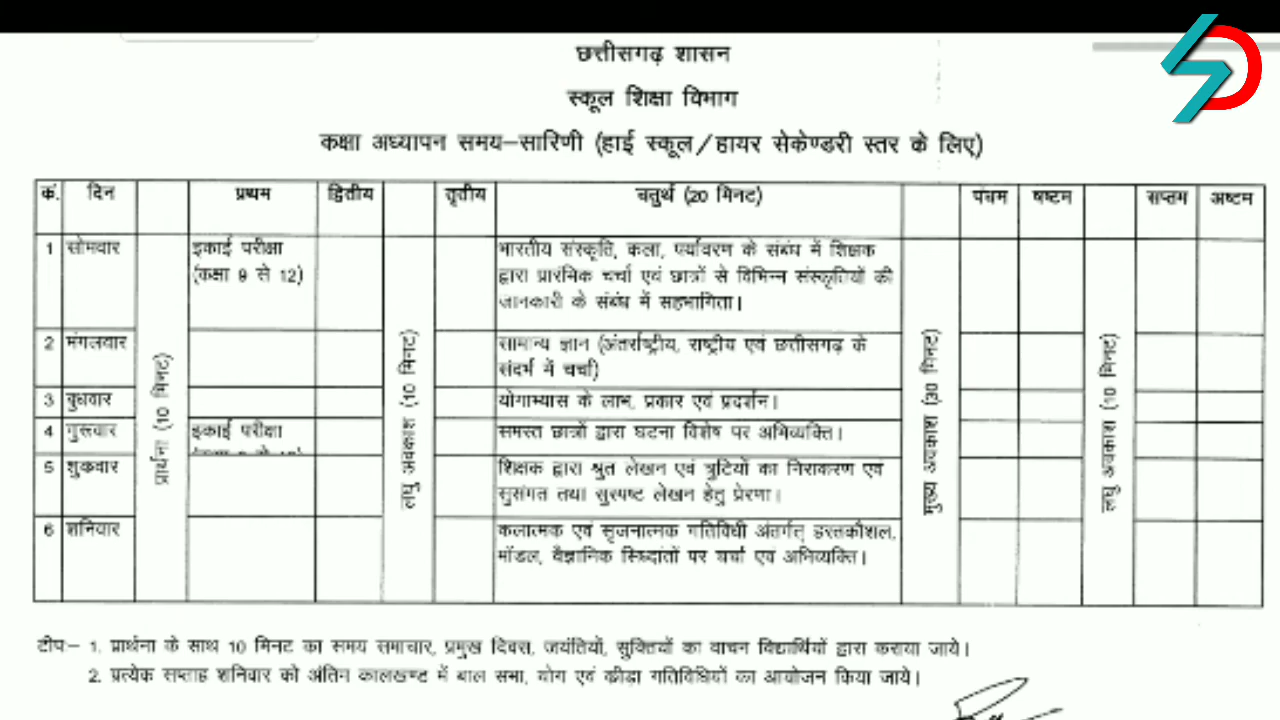 छत्तीसगढ़ शासन
स्कूल शिक्षा विभाग
कक्षा अध्यापन समय–सारिणी (हाई स्कूल/हायर सेकेण्डरी स्तर के लिए)
कं. दिन प्रथम द्वितीय तृतीय चतुर्थ (20 मिनट) पंचम षष्टम सप्तम अष्टम
प्रार्थना (10 मिनट)
लघु अवकाश (10 मिनट)
मुख्य अवकाश (30 मिनट)
लघु अवकाश (10 मिनट)
1 सोमवार इकाई परीक्षा भारतीय संस्कृति, कला, पर्यावरण के संबंध में शिक्षक
(कक्षा 9 से 12) द्वारा प्रारंभिक चर्चा एवं छात्रों से विभिन्न संस्कृतियों की
जानकारी के संबंध में सहभागिता।
2 मंगलवार सामान्य ज्ञान (अंतर्राष्ट्रीय, राष्ट्रीय एवं छत्तीसगढ़ के
संदर्भ में चर्चा)
3 बुधवार योगाभ्यास के लाभ, प्रकार एवं प्रदर्शन।
4 गुरूवार इकाई परीक्षा समस्त छात्रों द्वारा घटना विशेष पर अभिव्यक्ति।
5 शुक्रवार शिक्षक द्वारा श्रुत लेखन एवं त्रुटियों का निराकरण एवं
सुसंगत तथा सुस्पष्ट लेखन हेतु प्रेरणा।
6 शनिवार कलात्मक एवं सृजनात्मक गतिविधी अंतर्गत् हस्तकौशल,
मॉडल, वैज्ञानिक सिध्दांतों पर चर्चा एवं अभिव्यक्ति।
टीपः– 1. प्रार्थना के साथ 10 मिनट का समय समाचार, प्रमुख दिवस, जयंतियों, सुक्तियों का वाचन विद्यार्थियों द्वारा कराया जाये।
2. प्रत्येक सप्ताह शनिवार को अंतिम कालखण्ड में बाल सभा, योग एवं क्रीड़ा गतिविधियों का आयोजन किया जाये।